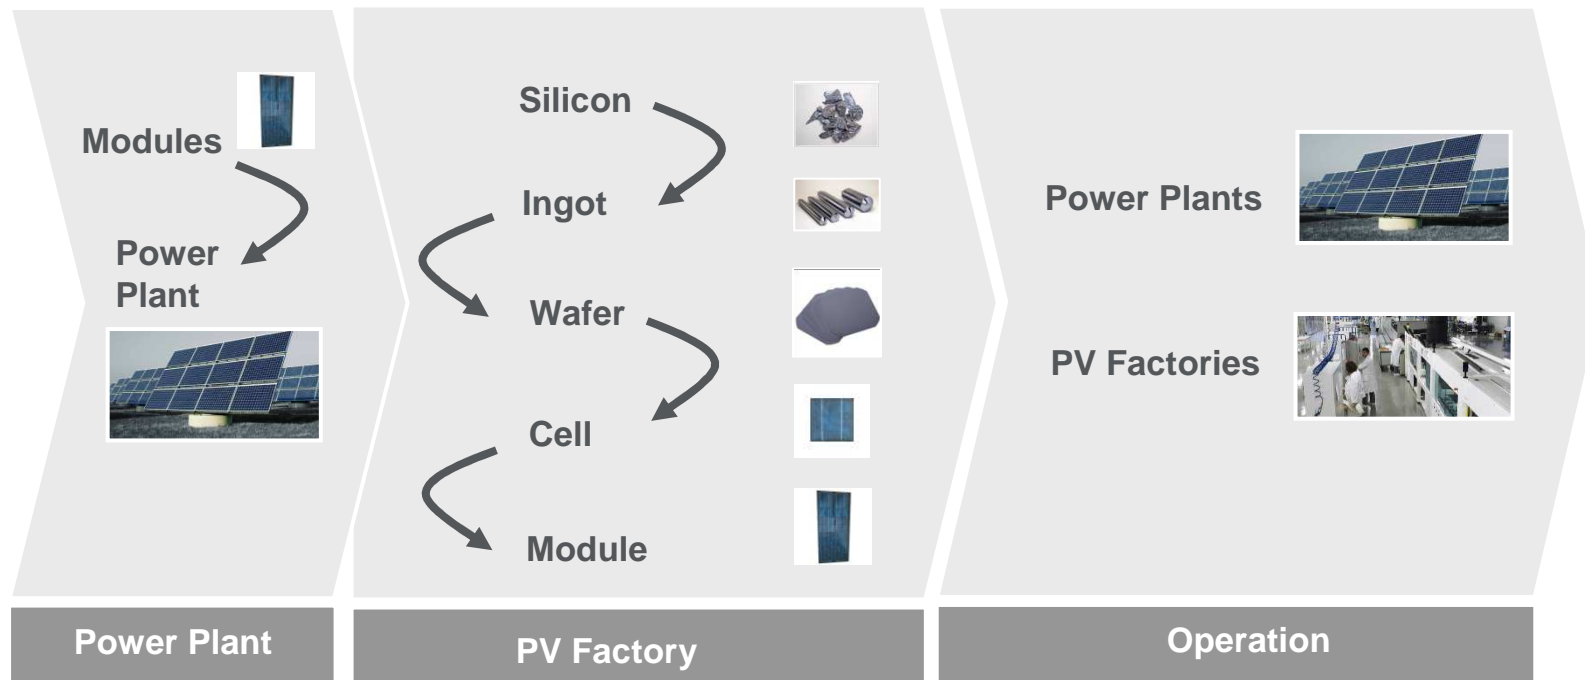 Modules
Power
Plant
Power Plant
Silicon
Ingot
Wafer
Cell
Module
PV Factory
Power Plants
PV Factories
Operation